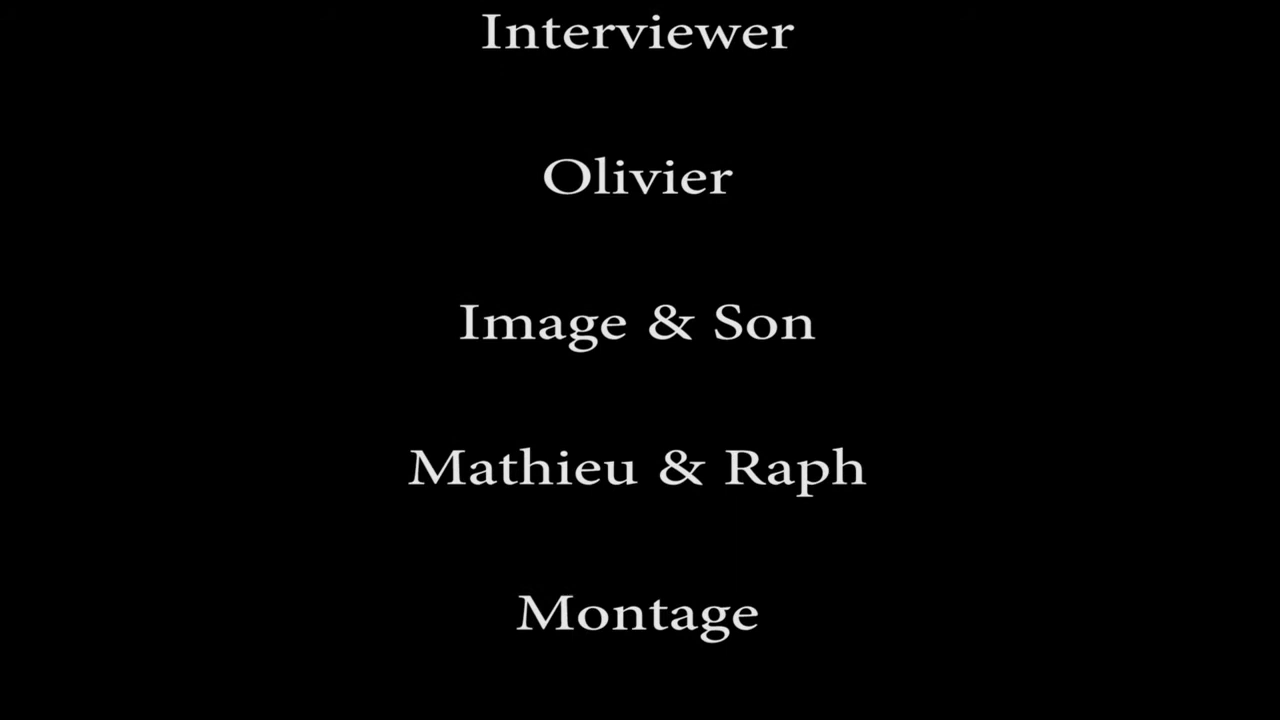 Interviewer
Olivier
Image & Son
Mathieu & Raph
Montage